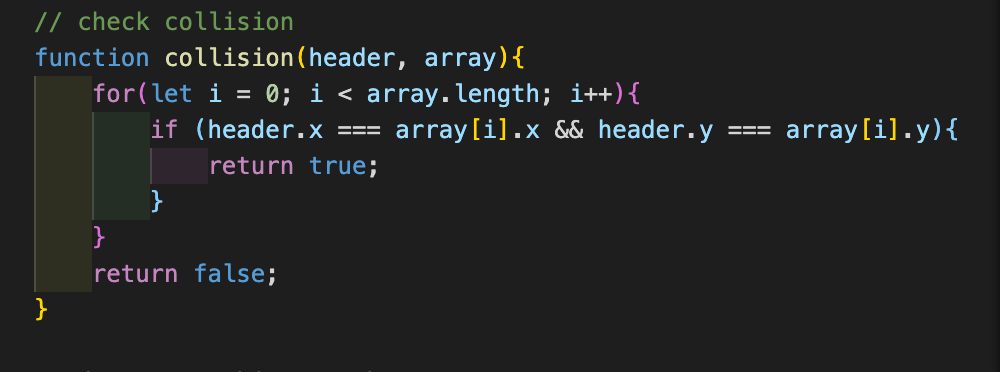 // check collision
function collision(header, array){
    for(let i = 0; i < array.length; i++){
        if (header.x === array[i].x && header.y === array[i].y){
            return true;
        }
    }
    return false;
}